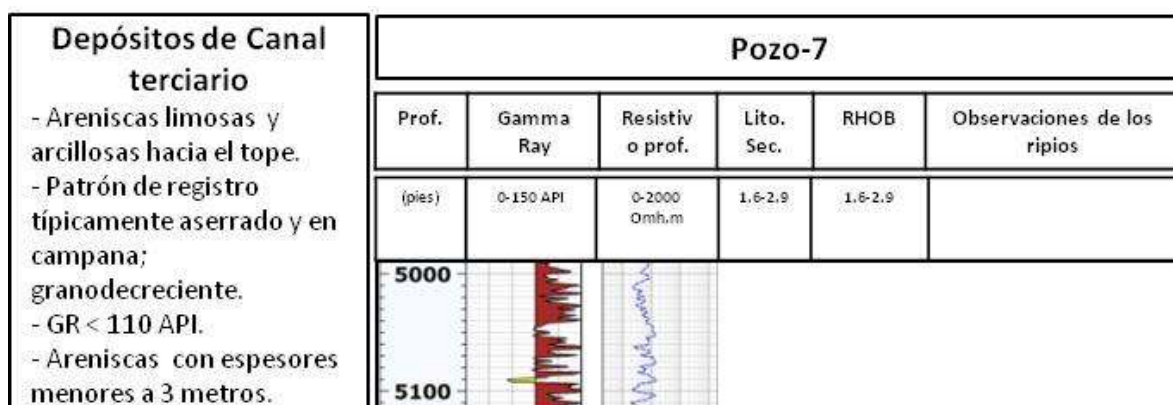 Depósitos de Canal
terciario
- Areniscas limosas y
arcillosas hacia el tope.
- Patrón de registro
típicamente aserrado y en
campana;
granodecreciente.
- GR < 110 API.
- Areniscas con espesores
menores a 3 metros.
Pozo-7
Prof.
Gamma
Ray
Resistiv
o prof.
Lito.
Sec.
RHOB
Observaciones de los
ripios
(pies)
0-150 API
0-2000
Omh.m
1.6-2.9
1.6-2.9
5000
5100